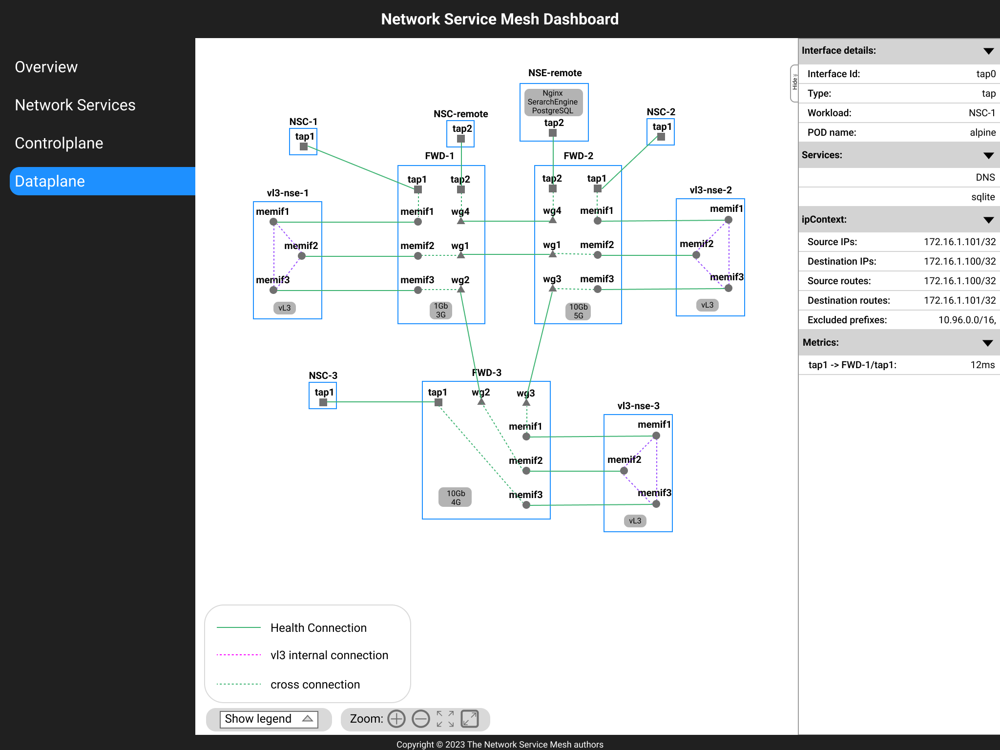 Network Service Mesh Dashboard
Overview
Network Services
Controlplane
Dataplane
NSE-remote
Nginx
SerarchEngine
PostgreSQL
tap2
NSC-1
tap1
NSC-remote
tap2
NSC-2
tap1
FWD-1
tap1
tap2
memif1
wg4
memif2
wg1
memif3
wg2
1Gb
3G
FWD-2
tap2
tap1
wg4
memif1
wg1
memif2
wg3
memif3
10Gb
5G
vl3-nse-1
memif1
memif2
memif3
vL3
vl3-nse-2
memif1
memif2
memif3
vL3
NSC-3
tap1
FWD-3
tap1
wg2
wg3
memif1
memif2
memif3
10Gb
4G
vl3-nse-3
memif1
memif2
memif3
vL3
Health Connection
vl3 internal connection
cross connection
Show legend
Zoom:
Hide
Interface details:
Interface Id: tap0
Type: tap
Workload: NSC-1
POD name: alpine
Services:
DNS
sqlite
ipContext:
Source IPs: 172.16.1.101/32
Destination IPs: 172.16.1.100/32
Source routes: 172.16.1.100/32
Destination routes: 172.16.1.101/32
Excluded prefixes: 10.96.0.0/16,
Metrics:
tap1 -> FWD-1/tap1: 12ms
Copyright © 2023 The Network Service Mesh authors